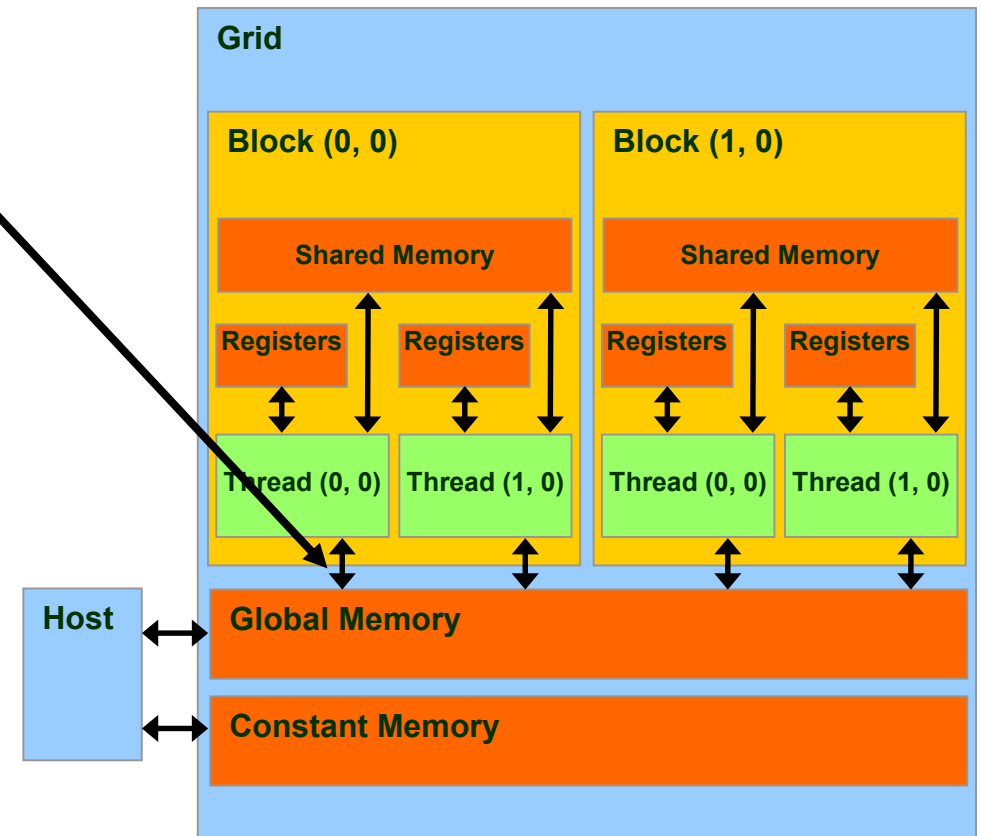 Grid
Block (0, 0)
Block (1, 0)
Shared Memory
Shared Memory
Registers
Registers
Registers
Registers
Thread (0, 0)
Thread (1, 0)
Thread (0, 0)
Thread (1, 0)
Host
Global Memory
Constant Memory